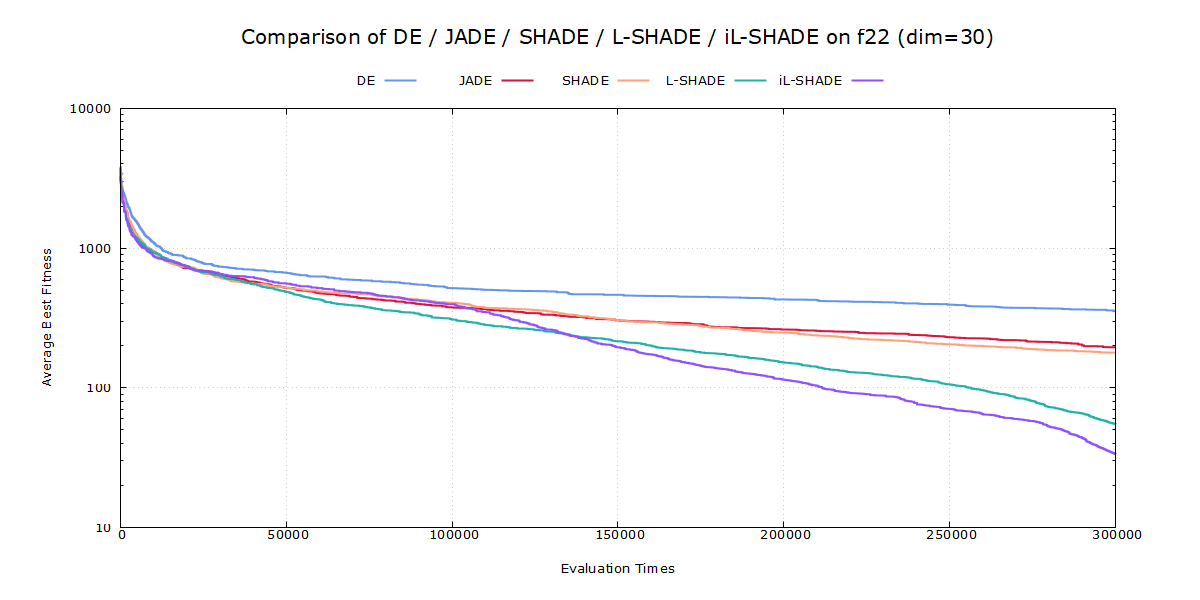 Comparison of DE / JADE / SHADE / L-SHADE / iL-SHADE on f22 (dim=30)
DE JADE SHADE L-SHADE iL-SHADE
10000
1000
100
10
Average Best Fitness
0 50000 100000 150000 200000 250000 300000
Evaluation Times